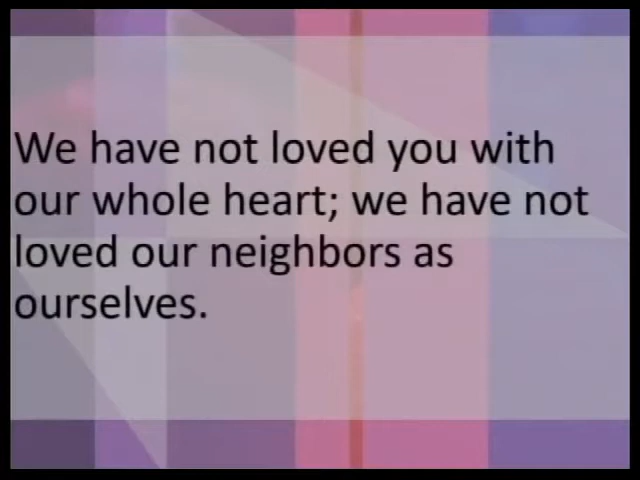 We have not loved you with
our whole heart; we have not
loved our neighbors as
ourselves.